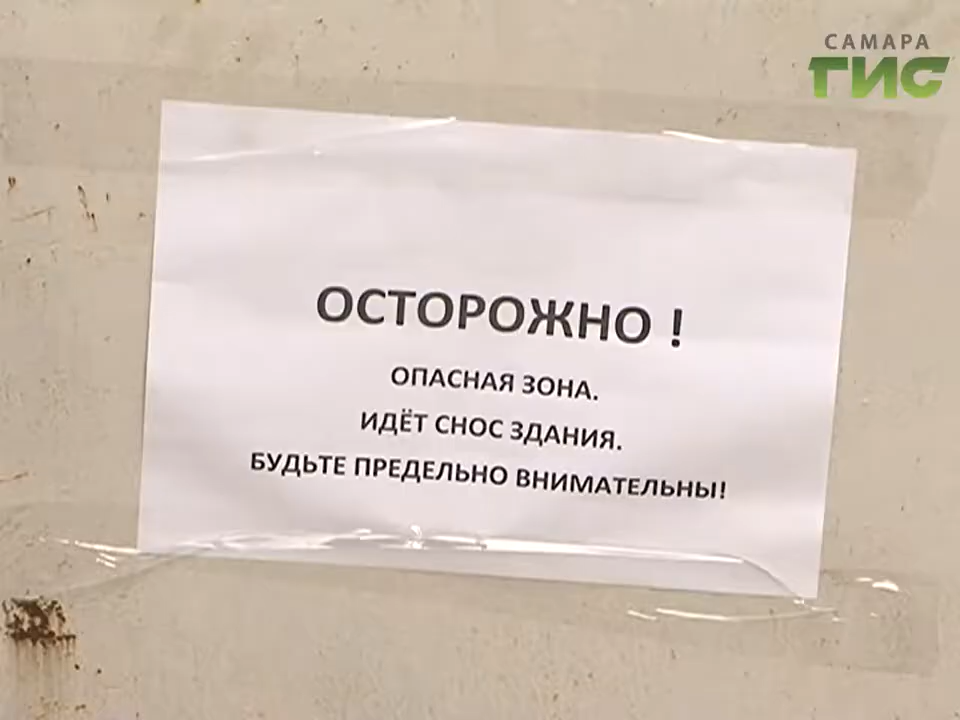 САМАРА
ГИС
ОСТОРОЖНО !
ОПАСНАЯ ЗОНА.
ИДЁТ СНОС ЗДАНИЯ.
БУДЬТЕ ПРЕДЕЛЬНО ВНИМАТЕЛЬНЫ!